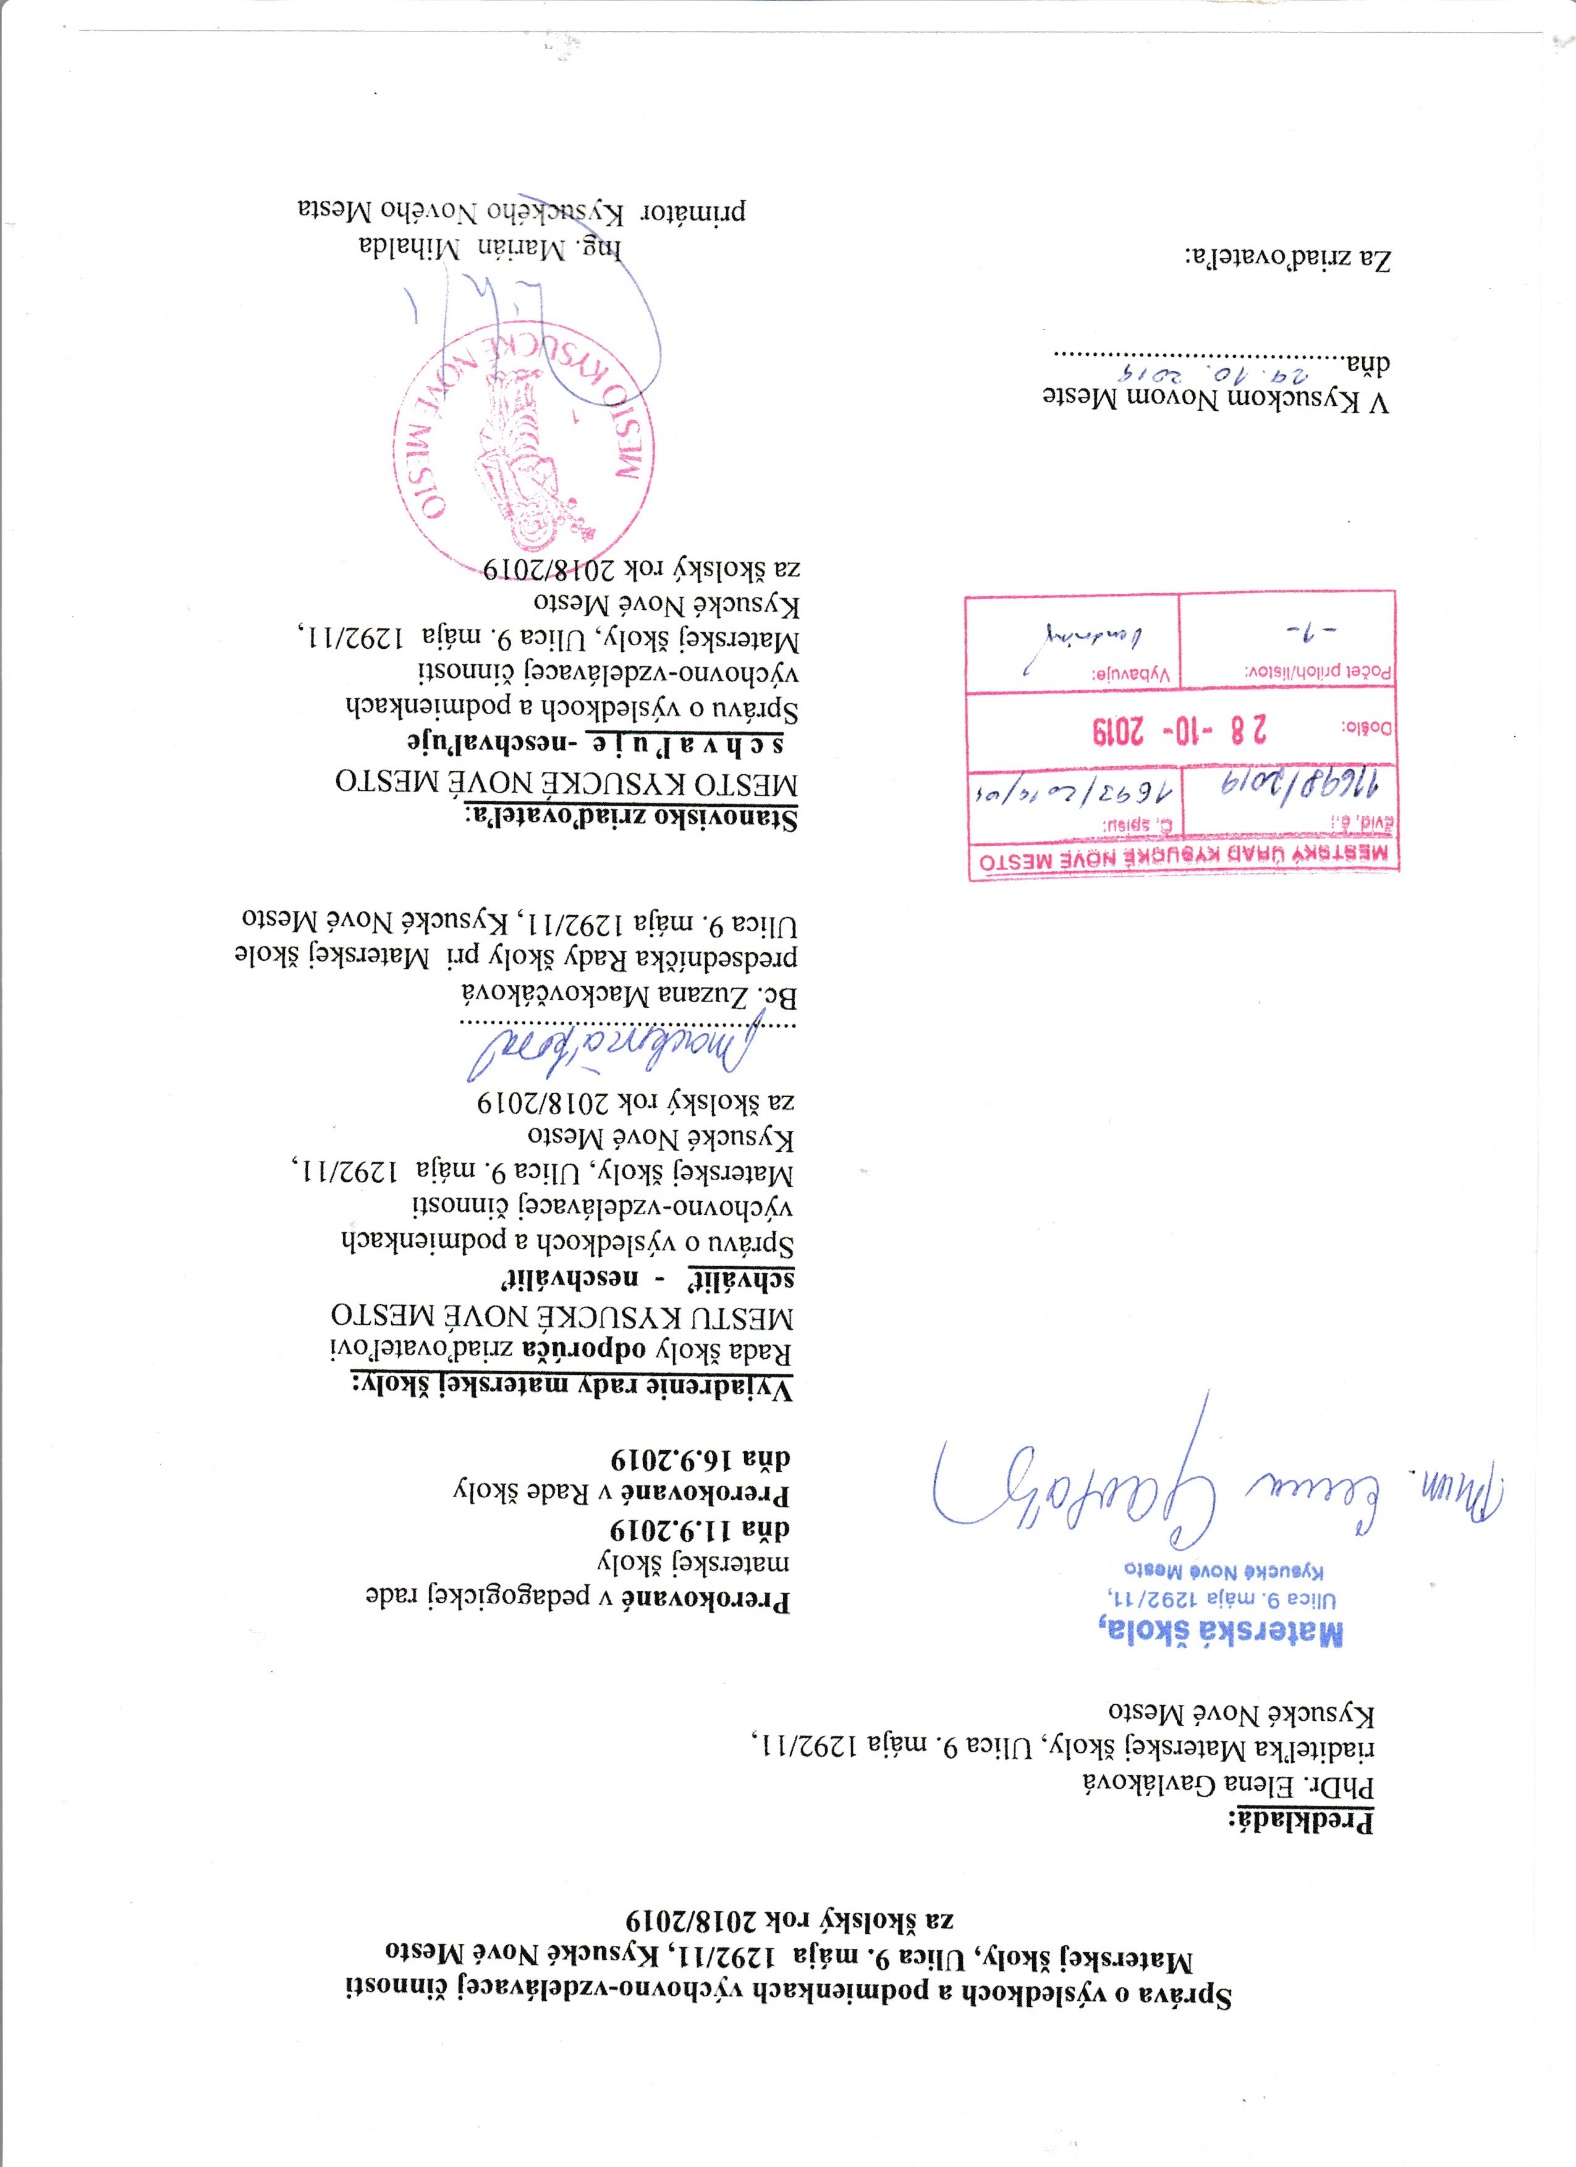 Správa o výsledkoch a podmienkach výchovno-vzdelávacej činnosti
Materskej školy, Ulica 9. mája 1292/11, Kysucké Nové Mesto
za školský rok 2018/2019
Predkladá:
PhDr. Elena Gavláková
riaditeľka Materskej školy, Ulica 9. mája 1292/11,
Kysucké Nové Mesto
Materská škola,
Ulica 9. mája 1292/11,
Kysucké Nové Mesto
Prerokované v pedagogickej rade
materskej školy
dňa 11.9.2019
Prerokované v Rade školy
dňa 16.9.2019
Vyjadrenie rady materskej školy:
Rada školy odporúča zriaďovateľovi
MESTU KYSUCKÉ NOVÉ MESTO
schváliť - neschváliť
Správu o výsledkoch a podmienkach
výchovno-vzdelávacej činnosti
Materskej školy, Ulica 9. mája 1292/11,
Kysucké Nové Mesto
za školský rok 2018/2019
Bc. Zuzana Mackovčáková
predsedníčka Rady školy pri Materskej škole
Ulica 9. mája 1292/11, Kysucké Nové Mesto
MESTSKÝ ÚRAD KYSUCKÉ NOVÉ MESTO
Evid. č.: 11698/2019
Č. spisu: 1693/2019/01
Došlo: 28 -10- 2019
Počet príloh/listov: -1-
Vybavuje:
Stanovisko zriaďovateľa:
MESTO KYSUCKÉ NOVÉ MESTO
s c h v a ľ u j e -neschvaľuje
Správu o výsledkoch a podmienkach
výchovno-vzdelávacej činnosti
Materskej školy, Ulica 9. mája 1292/11,
Kysucké Nové Mesto
za školský rok 2018/2019
V Kysuckom Novom Meste
dňa 29. 10. 2019
MESTO KYSUCKÉ NOVÉ MESTO
1
Za zriaďovateľa:
Ing. Marián Mihalda
primátor Kysuckého Nového Mesta